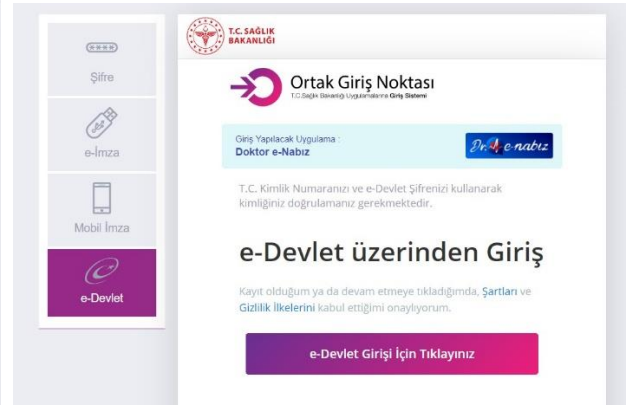 Şifre
e-İmza
Mobil İmza
e-Devlet
T.C. SAĞLIK
BAKANLIĞI
Ortak Giriş Noktası
T.C.Sağlık Bakanlığı Uygulamalarına Giriş Sistemi
Giriş Yapılacak Uygulama :
Doktor e-Nabız
Dr. e-nabız
T.C. Kimlik Numaranızı ve e-Devlet Şifrenizi kullanarak
kimliğiniz doğrulamanız gerekmektedir.
e-Devlet üzerinden Giriş
Kayıt olduğum ya da devam etmeye tıkladığımda, Şartları ve
Gizlilik İlkelerini kabul ettiğimi onaylıyorum.
e-Devlet Girişi İçin Tıklayınız